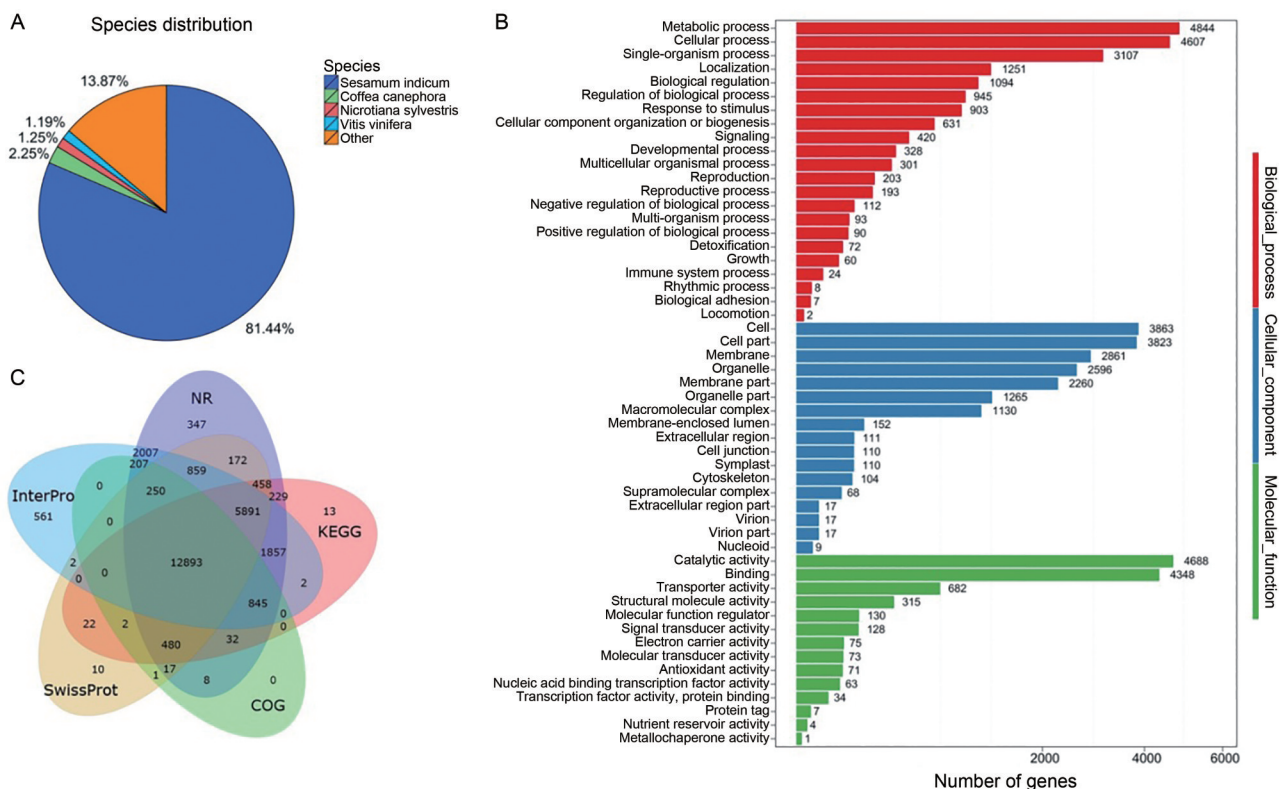 A
Species distribution
13.87%
1.19%
1.25%
2.25%
81.44%
Species
Sesamum indicum
Coffea canephora
Nicrotiana sylvestris
Vitis vinifera
Other
B
Metabolic process 4844
Cellular process 4607
Single-organism process 3107
Localization 1251
Biological regulation 1094
Regulation of biological process 945
Response to stimulus 903
Cellular component organization or biogenesis 631
Signaling 420
Developmental process 328
Multicellular organismal process 301
Reproduction 203
Reproductive process 193
Negative regulation of biological process 112
Multi-organism process 93
Positive regulation of biological process 90
Detoxification 72
Growth 60
Immune system process 24
Rhythmic process 8
Biological adhesion 7
Locomotion 2
Cell 3863
Cell part 3823
Membrane 2861
Organelle 2596
Membrane part 2260
Organelle part 1265
Macromolecular complex 1130
Membrane-enclosed lumen 152
Extracellular region 111
Cell junction 110
Symplast 110
Cytoskeleton 104
Supramolecular complex 68
Extracellular region part 17
Virion 17
Virion part 17
Nucleoid 9
Catalytic activity 4688
Binding 4348
Transporter activity 682
Structural molecule activity 315
Molecular function regulator 130
Signal transducer activity 128
Electron carrier activity 75
Molecular transducer activity 73
Antioxidant activity 71
Nucleic acid binding transcription factor activity 63
Transcription factor activity, protein binding 34
Protein tag 7
Nutrient reservoir activity 4
Metallochaperone activity 1
2000 4000 6000
Number of genes
Biological_process
Cellular_component
Molecular_function
C
NR
347
2007
207
859
172
458
229
0
250
5891
13
InterPro
561
KEGG
0
12893
1857
2
0
0
2
845
0
0
22
2
480
32
10
1
17
8
0
SwissProt
COG